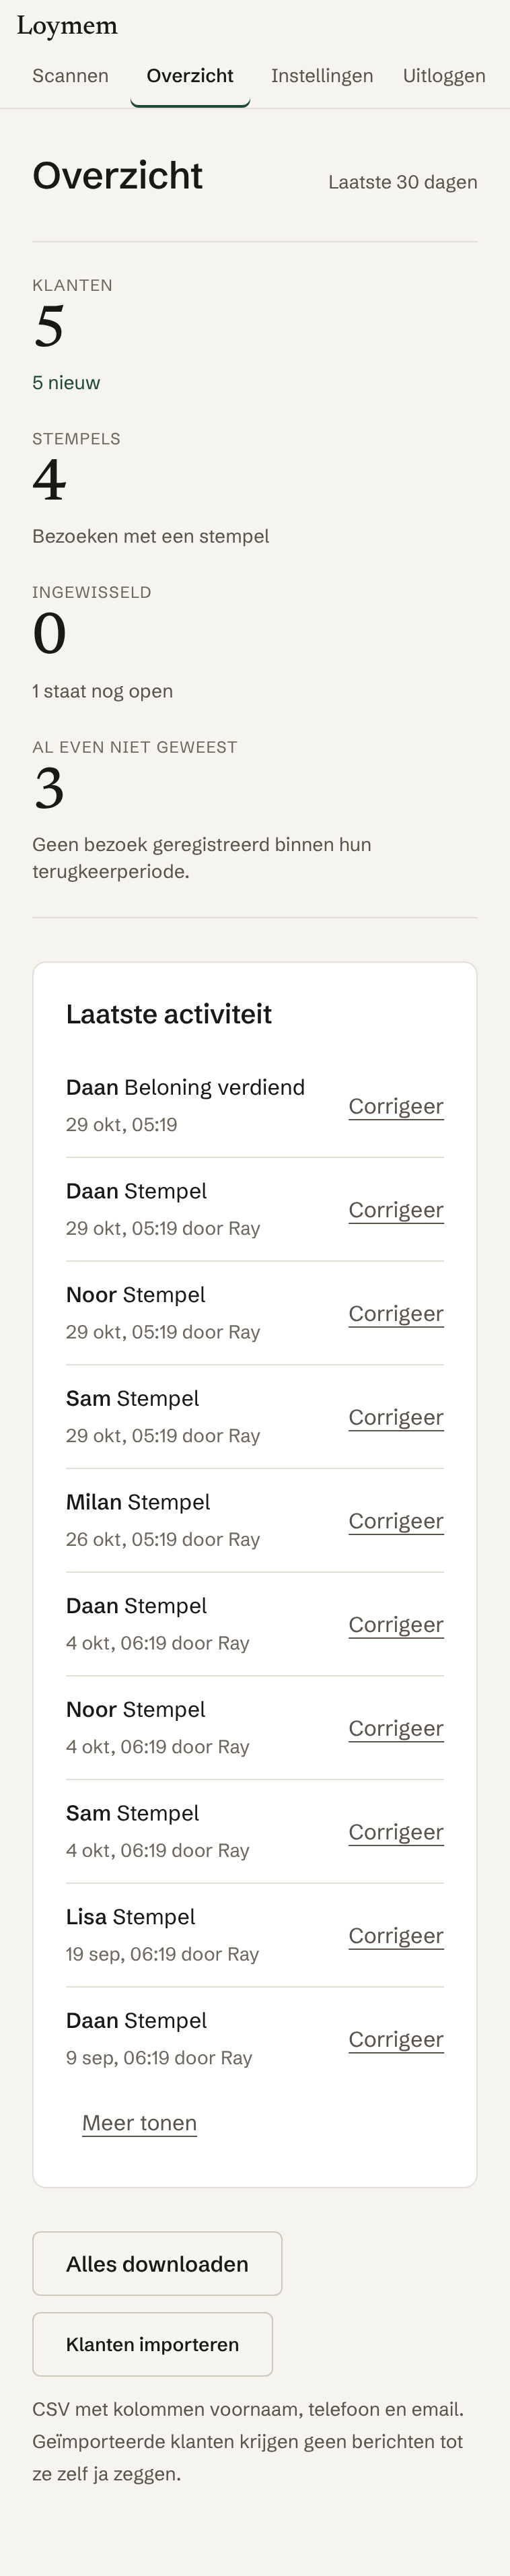 Loymem
Scannen Overzicht Instellingen Uitloggen
Overzicht
Laatste 30 dagen
KLANTEN
5
5 nieuw
STEMPELS
4
Bezoeken met een stempel
INGEWISSELD
0
1 staat nog open
AL EVEN NIET GEWEEST
3
Geen bezoek geregistreerd binnen hun
terugkeerperiode.
Laatste activiteit
Daan Beloning verdiend
29 okt, 05:19
Corrigeer
Daan Stempel
29 okt, 05:19 door Ray
Corrigeer
Noor Stempel
29 okt, 05:19 door Ray
Corrigeer
Sam Stempel
29 okt, 05:19 door Ray
Corrigeer
Milan Stempel
26 okt, 05:19 door Ray
Corrigeer
Daan Stempel
4 okt, 06:19 door Ray
Corrigeer
Noor Stempel
4 okt, 06:19 door Ray
Corrigeer
Sam Stempel
4 okt, 06:19 door Ray
Corrigeer
Lisa Stempel
19 sep, 06:19 door Ray
Corrigeer
Daan Stempel
9 sep, 06:19 door Ray
Corrigeer
Meer tonen
Alles downloaden
Klanten importeren
CSV met kolommen voornaam, telefoon en email.
Geïmporteerde klanten krijgen geen berichten tot
ze zelf ja zeggen.